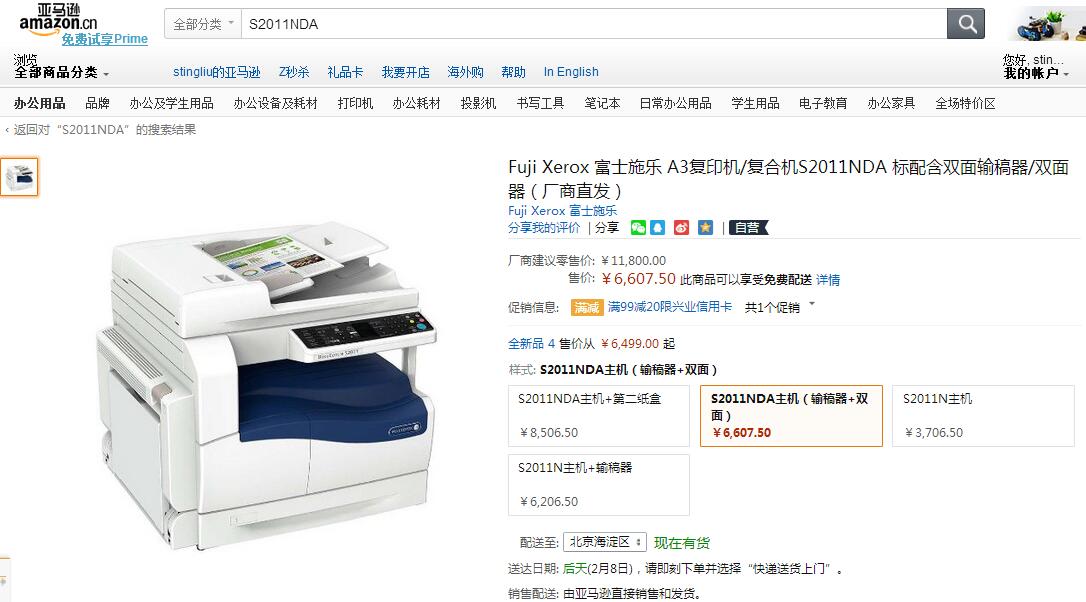 亚马逊
amazon.cn
免费试享Prime
全部分类
S2011NDA
浏览
全部商品分类
stingliu的亚马逊 Z秒杀 礼品卡 我要开店 海外购 帮助 In English
您好, stin...
我的帐户
办公用品 品牌 办公及学生用品 办公设备及耗材 打印机 办公耗材 投影机 书写工具 笔记本 日常办公用品 学生用品 电子教育 办公家具 全场特价区
‹ 返回对 “S2011NDA” 的搜索结果
Fuji Xerox 富士施乐 A3复印机/复合机S2011NDA 标配含双面输稿器/双面
器（厂商直发）
Fuji Xerox 富士施乐
分享我的评价 | 分享 | 自营
厂商建议零售价: ￥11,800.00
售价: ￥6,607.50 此商品可以享受免费配送 详情
促销信息: 满减 满99减20限兴业信用卡 共1个促销
全新品 4 售价从 ￥6,499.00 起
样式: S2011NDA主机（输稿器+双面）
S2011NDA主机+第二纸盒
￥8,506.50
S2011NDA主机（输稿器+双
面）
￥6,607.50
S2011N主机
￥3,706.50
S2011N主机+输稿器
￥6,206.50
配送至: 北京海淀区 现在有货
送达日期: 后天(2月8日)，请即刻下单并选择“快递送货上门”。
销售配送: 由亚马逊直接销售和发货。